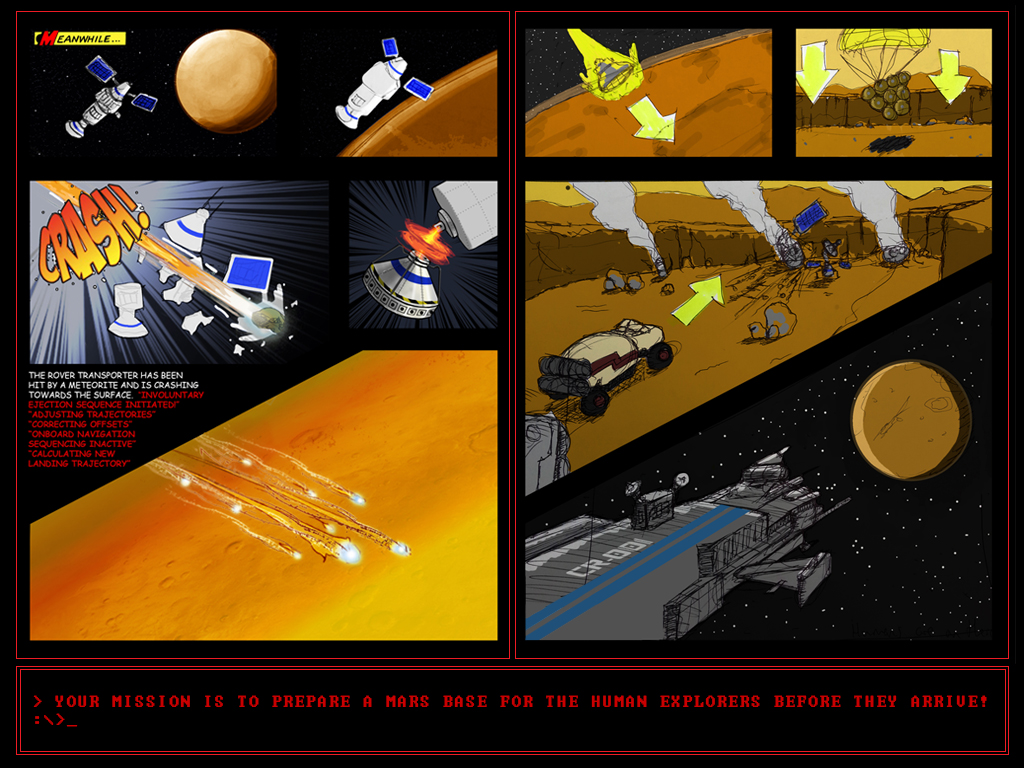 MEANWHILE...
CRASH!
THE ROVER TRANSPORTER HAS BEEN
HIT BY A METEORITE AND IS CRASHING
TOWARDS THE SURFACE. "INVOLUNTARY
EJECTION SEQUENCE INITIATED!"
"ADJUSTING TRAJECTORIES"
"CORRECTING OFFSETS"
"ONBOARD NAVIGATION
SEQUENCING INACTIVE"
"CALCULATING NEW
LANDING TRAJECTORY"
> YOUR MISSION IS TO PREPARE A MARS BASE FOR THE HUMAN EXPLORERS BEFORE THEY ARRIVE!
:\>_